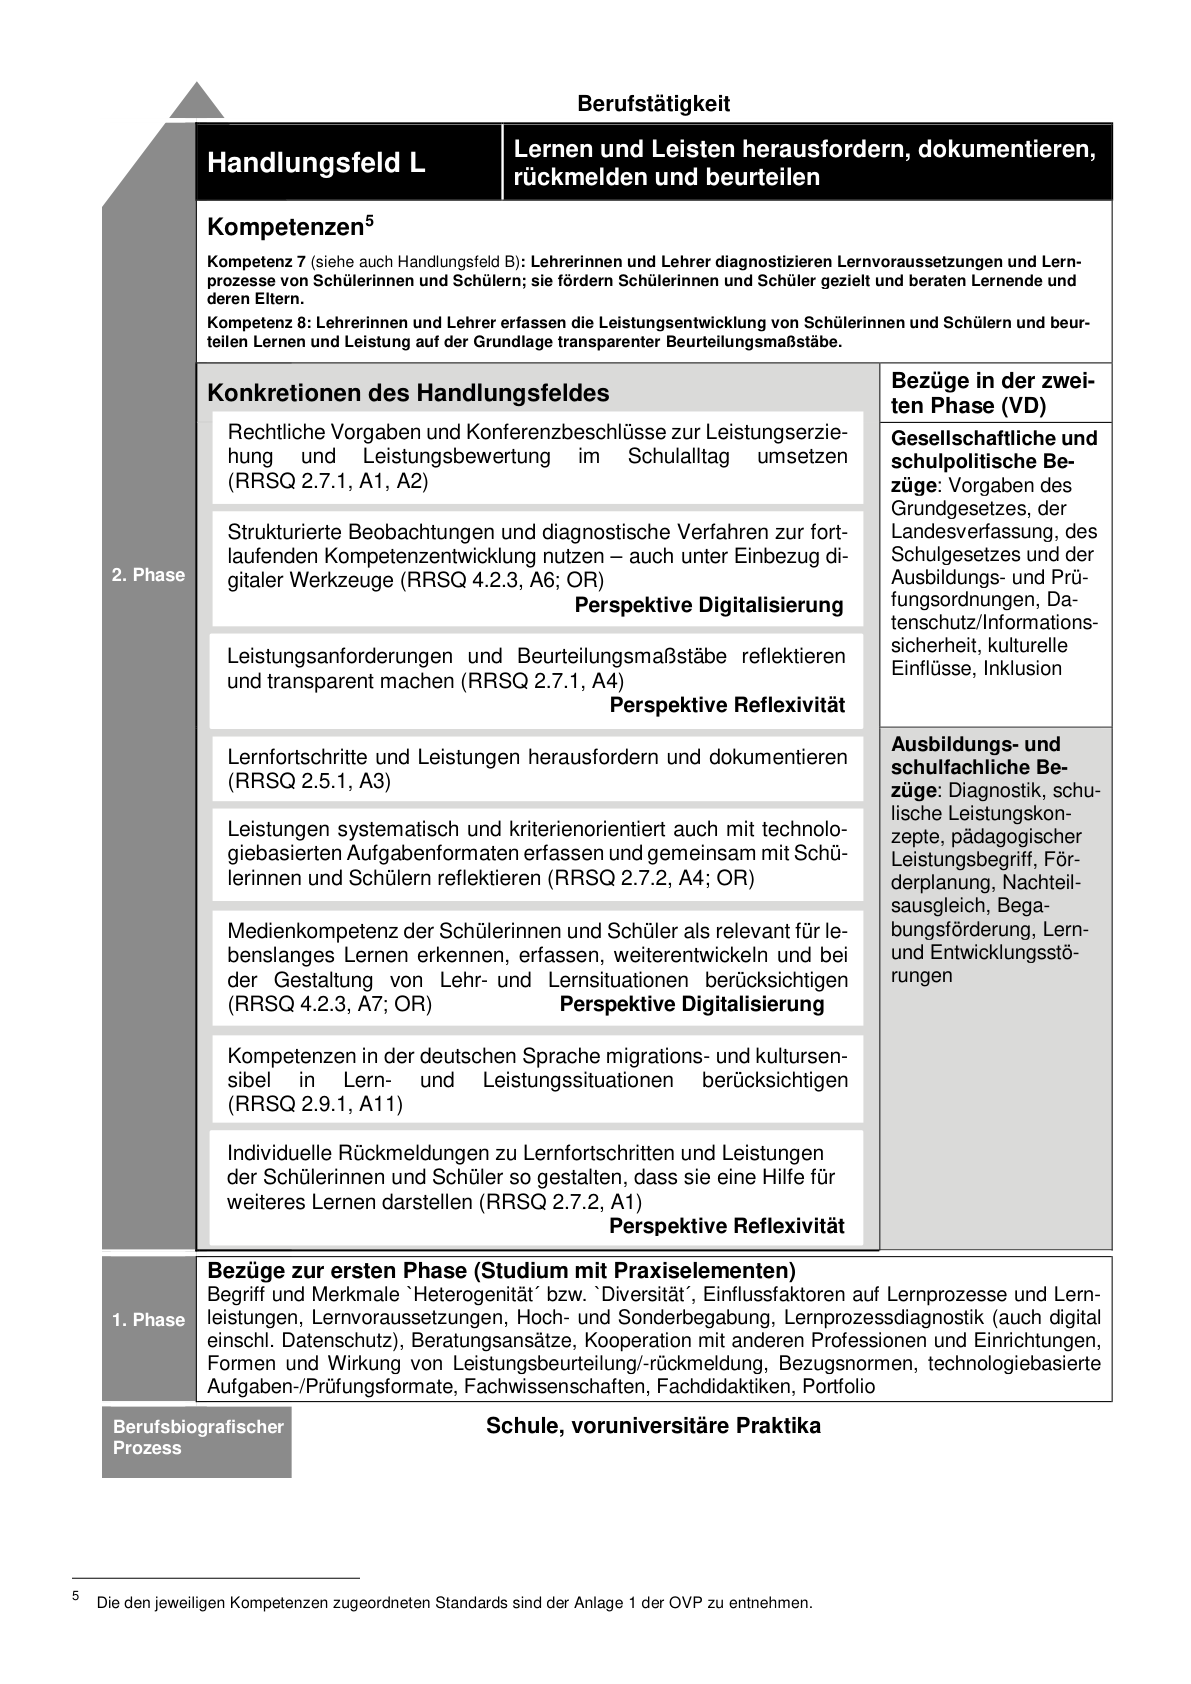 Berufstätigkeit
Handlungsfeld L
Lernen und Leisten herausfordern, dokumentieren,
rückmelden und beurteilen
Kompetenzen5
Kompetenz 7 (siehe auch Handlungsfeld B): Lehrerinnen und Lehrer diagnostizieren Lernvoraussetzungen und Lern-
prozesse von Schülerinnen und Schülern; sie fördern Schülerinnen und Schüler gezielt und beraten Lernende und
deren Eltern.
Kompetenz 8: Lehrerinnen und Lehrer erfassen die Leistungsentwicklung von Schülerinnen und Schülern und beur-
teilen Lernen und Leistung auf der Grundlage transparenter Beurteilungsmaßstäbe.
2. Phase
Konkretionen des Handlungsfeldes
Rechtliche Vorgaben und Konferenzbeschlüsse zur Leistungserzie-
hung und Leistungsbewertung im Schulalltag umsetzen
(RRSQ 2.7.1, A1, A2)
Strukturierte Beobachtungen und diagnostische Verfahren zur fort-
laufenden Kompetenzentwicklung nutzen – auch unter Einbezug di-
gitaler Werkzeuge (RRSQ 4.2.3, A6; OR)
Perspektive Digitalisierung
Leistungsanforderungen und Beurteilungsmaßstäbe reflektieren
und transparent machen (RRSQ 2.7.1, A4)
Perspektive Reflexivität
Lernfortschritte und Leistungen herausfordern und dokumentieren
(RRSQ 2.5.1, A3)
Leistungen systematisch und kriterienorientiert auch mit technolo-
giebasierten Aufgabenformaten erfassen und gemeinsam mit Schü-
lerinnen und Schülern reflektieren (RRSQ 2.7.2, A4; OR)
Medienkompetenz der Schülerinnen und Schüler als relevant für le-
benslanges Lernen erkennen, erfassen, weiterentwickeln und bei
der Gestaltung von Lehr- und Lernsituationen berücksichtigen
(RRSQ 4.2.3, A7; OR) Perspektive Digitalisierung
Kompetenzen in der deutschen Sprache migrations- und kultursen-
sibel in Lern- und Leistungssituationen berücksichtigen
(RRSQ 2.9.1, A11)
Individuelle Rückmeldungen zu Lernfortschritten und Leistungen
der Schülerinnen und Schüler so gestalten, dass sie eine Hilfe für
weiteres Lernen darstellen (RRSQ 2.7.2, A1)
Perspektive Reflexivität
Bezüge in der zwei-
ten Phase (VD)
Gesellschaftliche und
schulpolitische Be-
züge: Vorgaben des
Grundgesetzes, der
Landesverfassung, des
Schulgesetzes und der
Ausbildungs- und Prü-
fungsordnungen, Da-
tenschutz/Informations-
sicherheit, kulturelle
Einflüsse, Inklusion
Ausbildungs- und
schulfachliche Be-
züge: Diagnostik, schu-
lische Leistungskon-
zepte, pädagogischer
Leistungsbegriff, För-
derplanung, Nachteil-
sausgleich, Bega-
bungsförderung, Lern-
und Entwicklungsstö-
rungen
1. Phase
Bezüge zur ersten Phase (Studium mit Praxiselementen)
Begriff und Merkmale `Heterogenität´ bzw. `Diversität´, Einflussfaktoren auf Lernprozesse und Lern-
leistungen, Lernvoraussetzungen, Hoch- und Sonderbegabung, Lernprozessdiagnostik (auch digital
einschl. Datenschutz), Beratungsansätze, Kooperation mit anderen Professionen und Einrichtungen,
Formen und Wirkung von Leistungsbeurteilung/-rückmeldung, Bezugsnormen, technologiebasierte
Aufgaben-/Prüfungsformate, Fachwissenschaften, Fachdidaktiken, Portfolio
Berufsbiografischer
Prozess
Schule, voruniversitäre Praktika
5 Die den jeweiligen Kompetenzen zugeordneten Standards sind der Anlage 1 der OVP zu entnehmen.